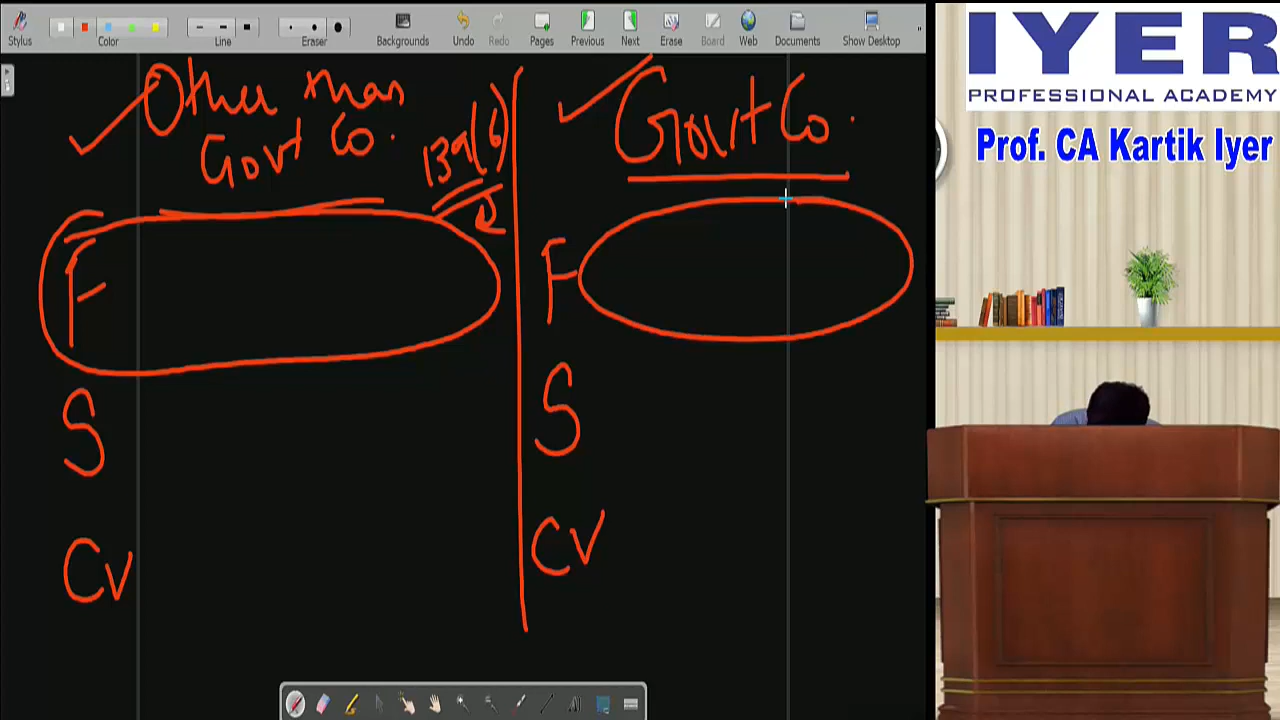 Stylus
Color
Line
Eraser
Backgrounds
Undo
Redo
Pages
Previous
Next
Erase
Board
Web
Documents
Show Desktop
Other than
Govt Co.
139(6)
F
S
CV
Govt Co.
F
S
CV
IYER
PROFESSIONAL ACADEMY
Prof. CA Kartik Iyer